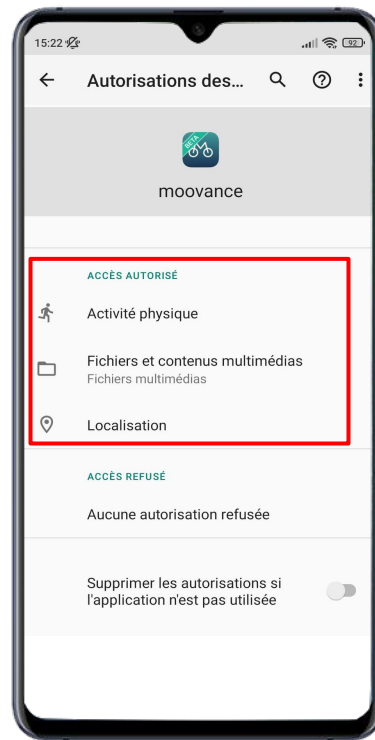 15:22
92
Autorisations des...
BETA
moovance
ACCÈS AUTORISÉ
Activité physique
Fichiers et contenus multimédias
Fichiers multimédias
Localisation
ACCÈS REFUSÉ
Aucune autorisation refusée
Supprimer les autorisations si
l'application n'est pas utilisée